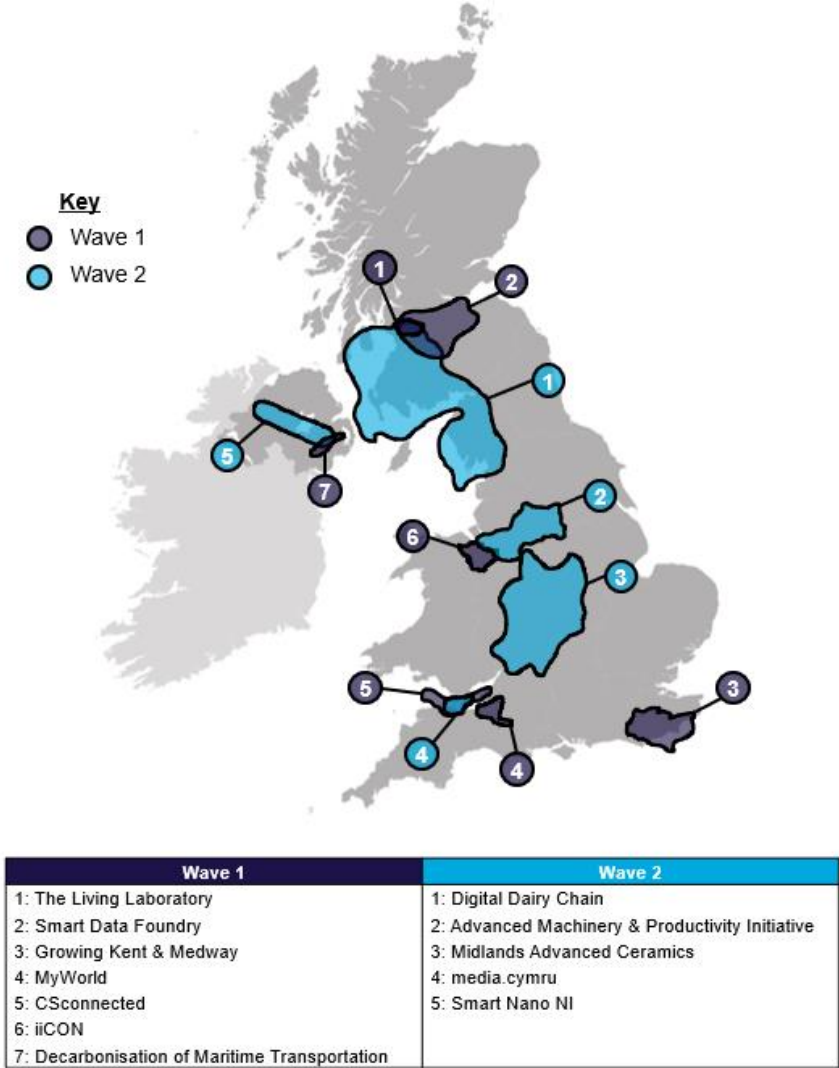 Key
Wave 1
Wave 2
1
2
1
5
7
2
6
3
5
3
4
4
Wave 1
Wave 2
1: The Living Laboratory
1: Digital Dairy Chain
2: Smart Data Foundry
2: Advanced Machinery & Productivity Initiative
3: Growing Kent & Medway
3: Midlands Advanced Ceramics
4: MyWorld
4: media.cymru
5: CSconnected
5: Smart Nano NI
6: iiCON
7: Decarbonisation of Maritime Transportation